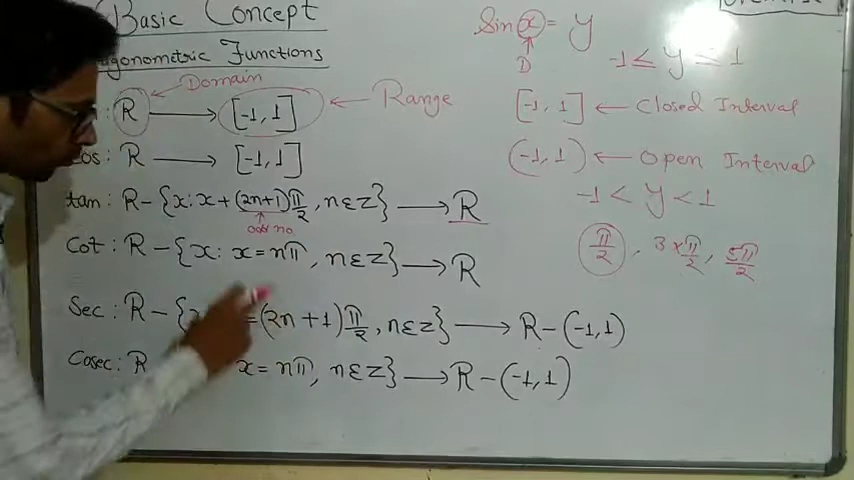 Basic Concept
Trigonometric Functions
Domain
: R → [-1, 1] ← Range
cos : R → [-1, 1]
tan : R - {x : x + (2n+1)π/2, n ε z} → R
odd no.
Cot : R - {x : x = nπ, n ε z} → R
Sec : R - { = (2n + 1)π/2, n ε z} → R - (-1, 1)
Cosec : R x = nπ, n ε z} → R - (-1, 1)
Sin x = y
D
-1 ≤ y ≤ 1
[-1, 1] ← Closed Interval
(-1, 1) ← Open Interval
-1 < y < 1
π/2, 3×π/2, 5π/2